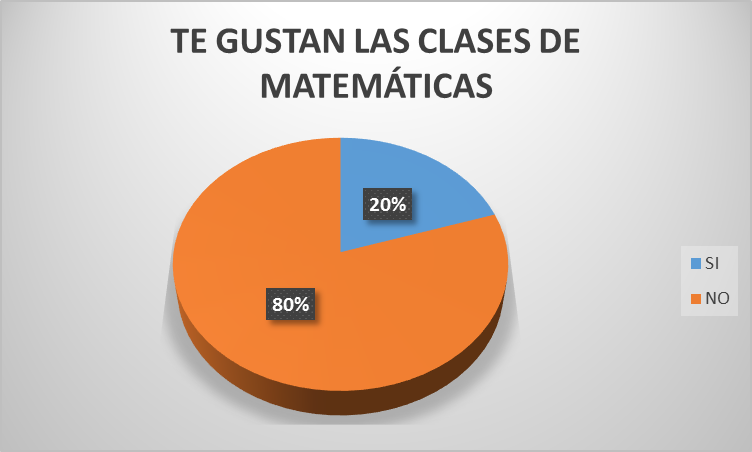 TE GUSTAN LAS CLASES DE
MATEMÁTICAS
20%
80%
SI
NO